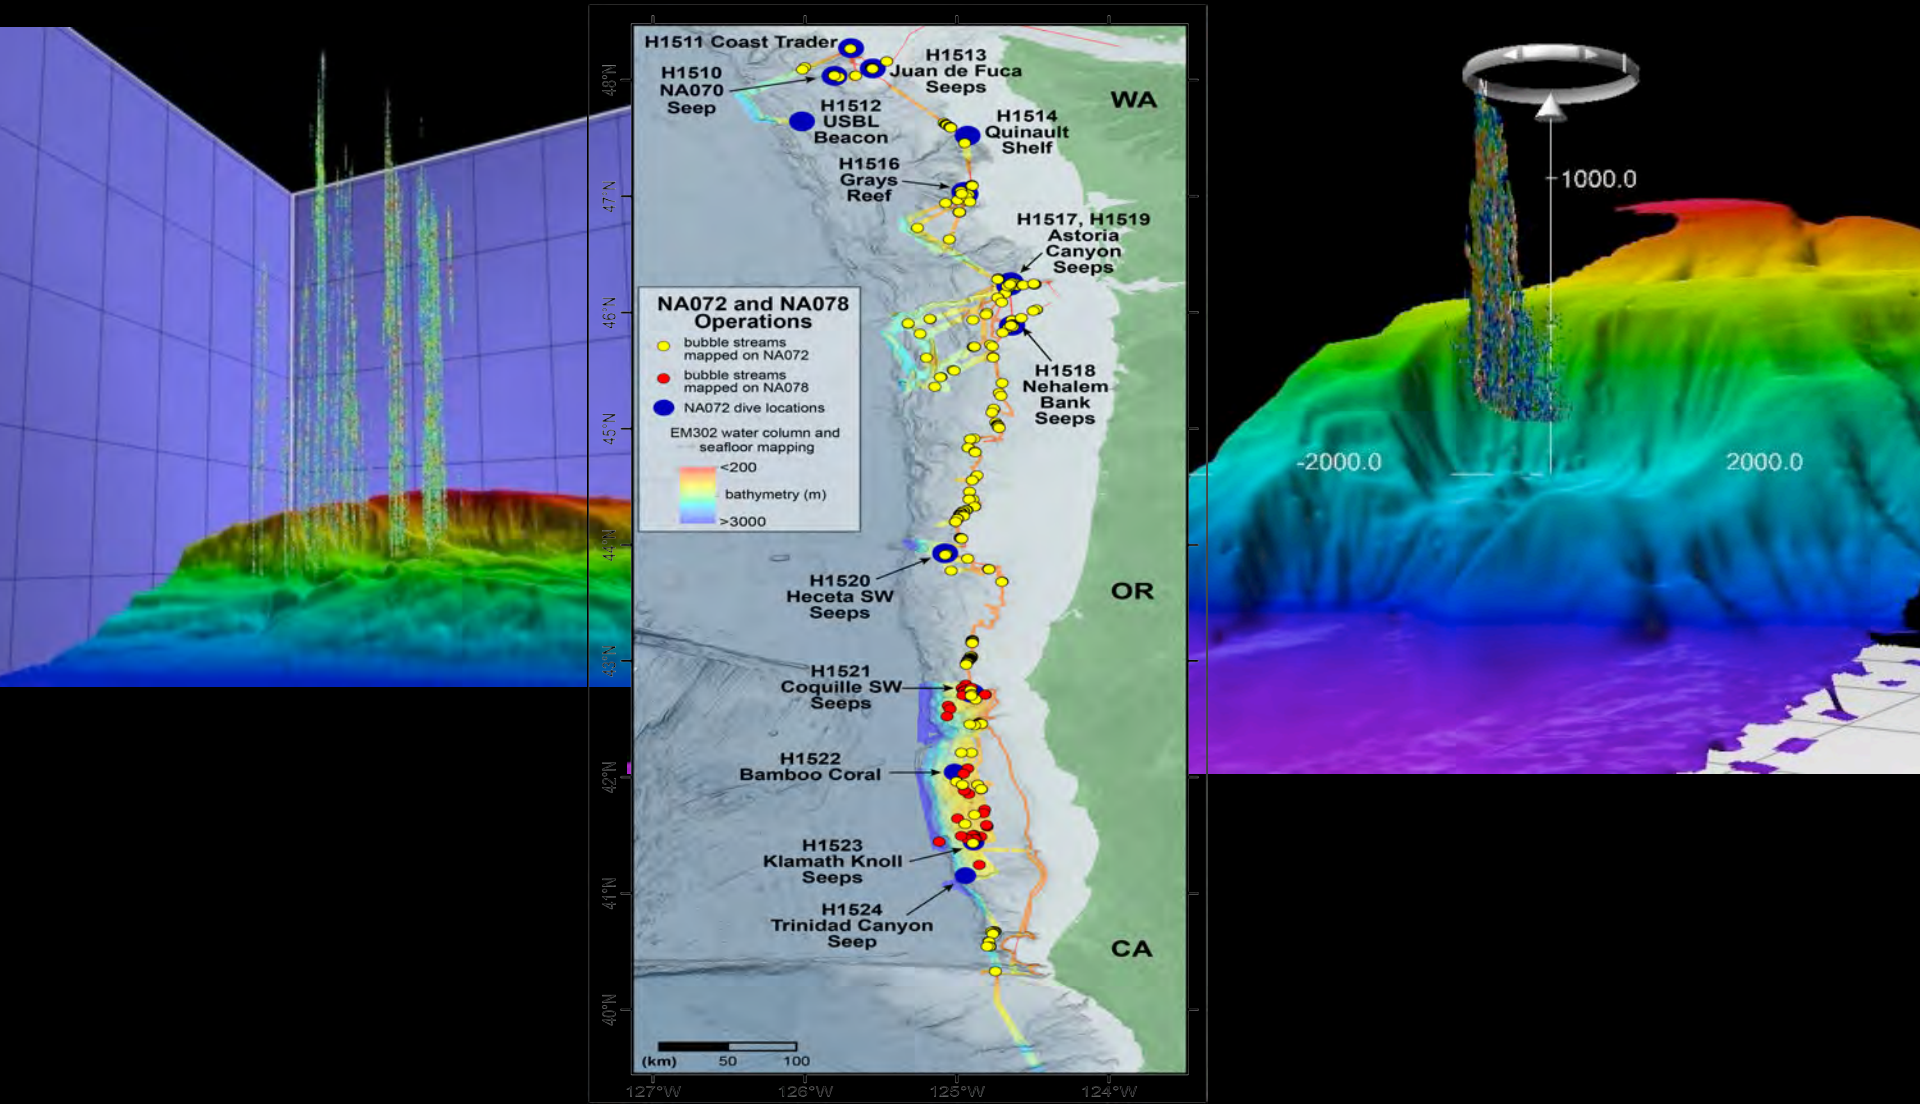 H1511 Coast Trader
H1513
Juan de Fuca
Seeps
H1510
NA070
Seep
H1512
USBL
Beacon
WA
H1514
Quinault
Shelf
H1516
Grays
Reef
H1517, H1519
Astoria
Canyon
Seeps
NA072 and NA078
Operations
bubble streams
mapped on NA072
bubble streams
mapped on NA078
NA072 dive locations
EM302 water column and
seafloor mapping
<200
bathymetry (m)
>3000
H1518
Nehalem
Bank
Seeps
H1520
Heceta SW
Seeps
OR
H1521
Coquille SW
Seeps
H1522
Bamboo Coral
H1523
Klamath Knoll
Seeps
H1524
Trinidad Canyon
Seep
CA
(km) 50 100
48°N
47°N
46°N
45°N
44°N
43°N
42°N
41°N
40°N
127°W 126°W 125°W 124°W
1000.0
-2000.0 2000.0